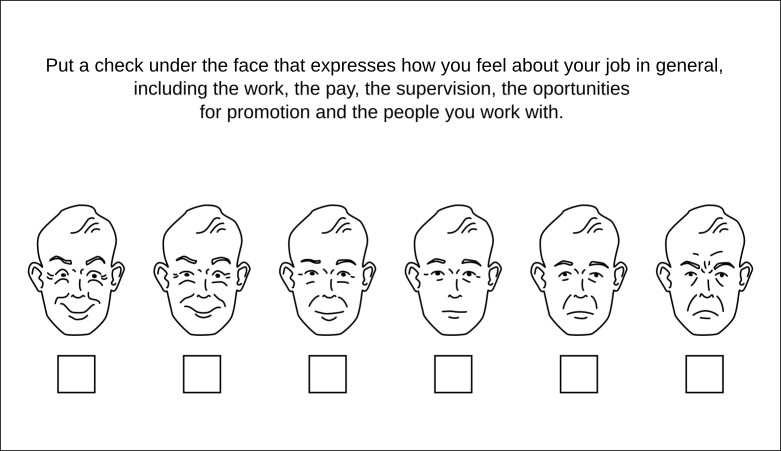 Put a check under the face that expresses how you feel about your job in general,
including the work, the pay, the supervision, the oportunities
for promotion and the people you work with.